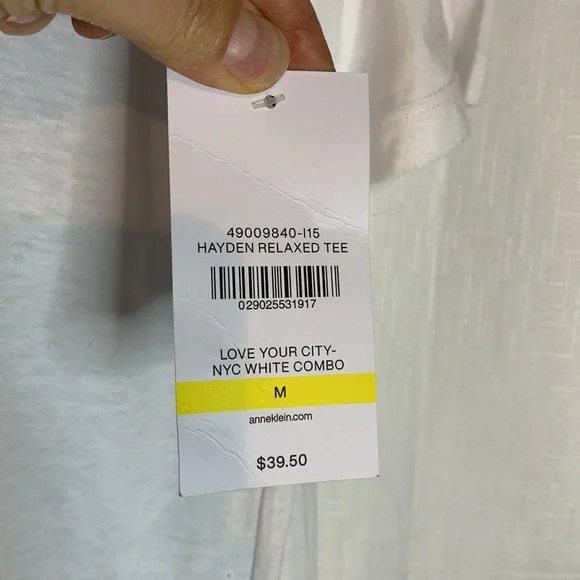 49009840-I15
HAYDEN RELAXED TEE
029025531917
LOVE YOUR CITY-
NYC WHITE COMBO
M
anneklein.com
$39.50